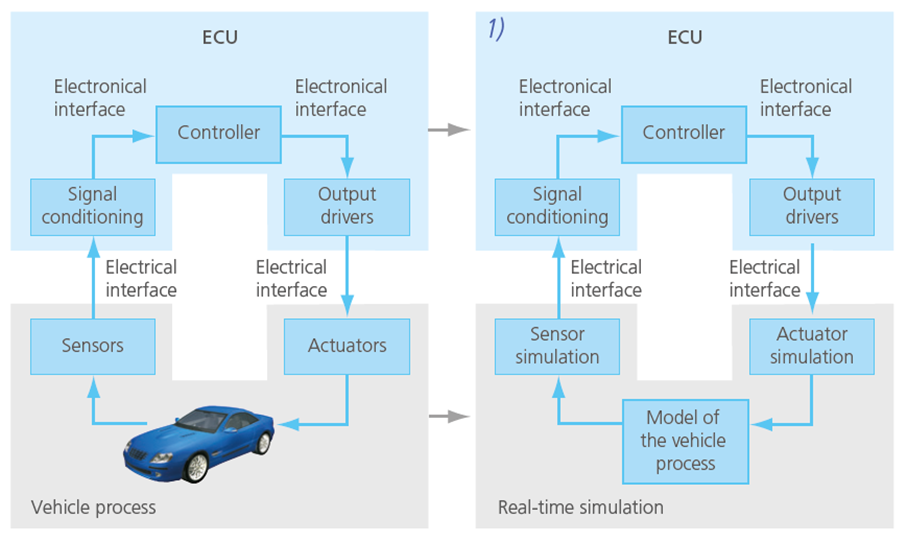 ECU
Electronical
interface
Electronical
interface
Controller
Signal
conditioning
Output
drivers
Electrical
interface
Electrical
interface
Sensors
Actuators
Vehicle process
1)
ECU
Electronical
interface
Electronical
interface
Controller
Signal
conditioning
Output
drivers
Electrical
interface
Electrical
interface
Sensor
simulation
Actuator
simulation
Model of
the vehicle
process
Real-time simulation